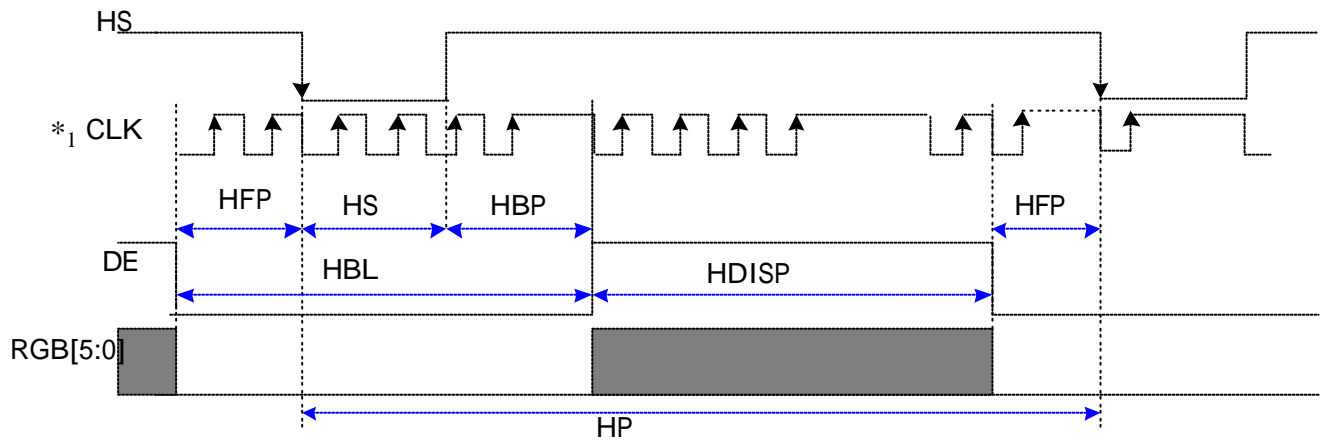 HS
*1 CLK
HFP
HS
HBP
HFP
DE
HBL
HDISP
RGB[5:0]
HP